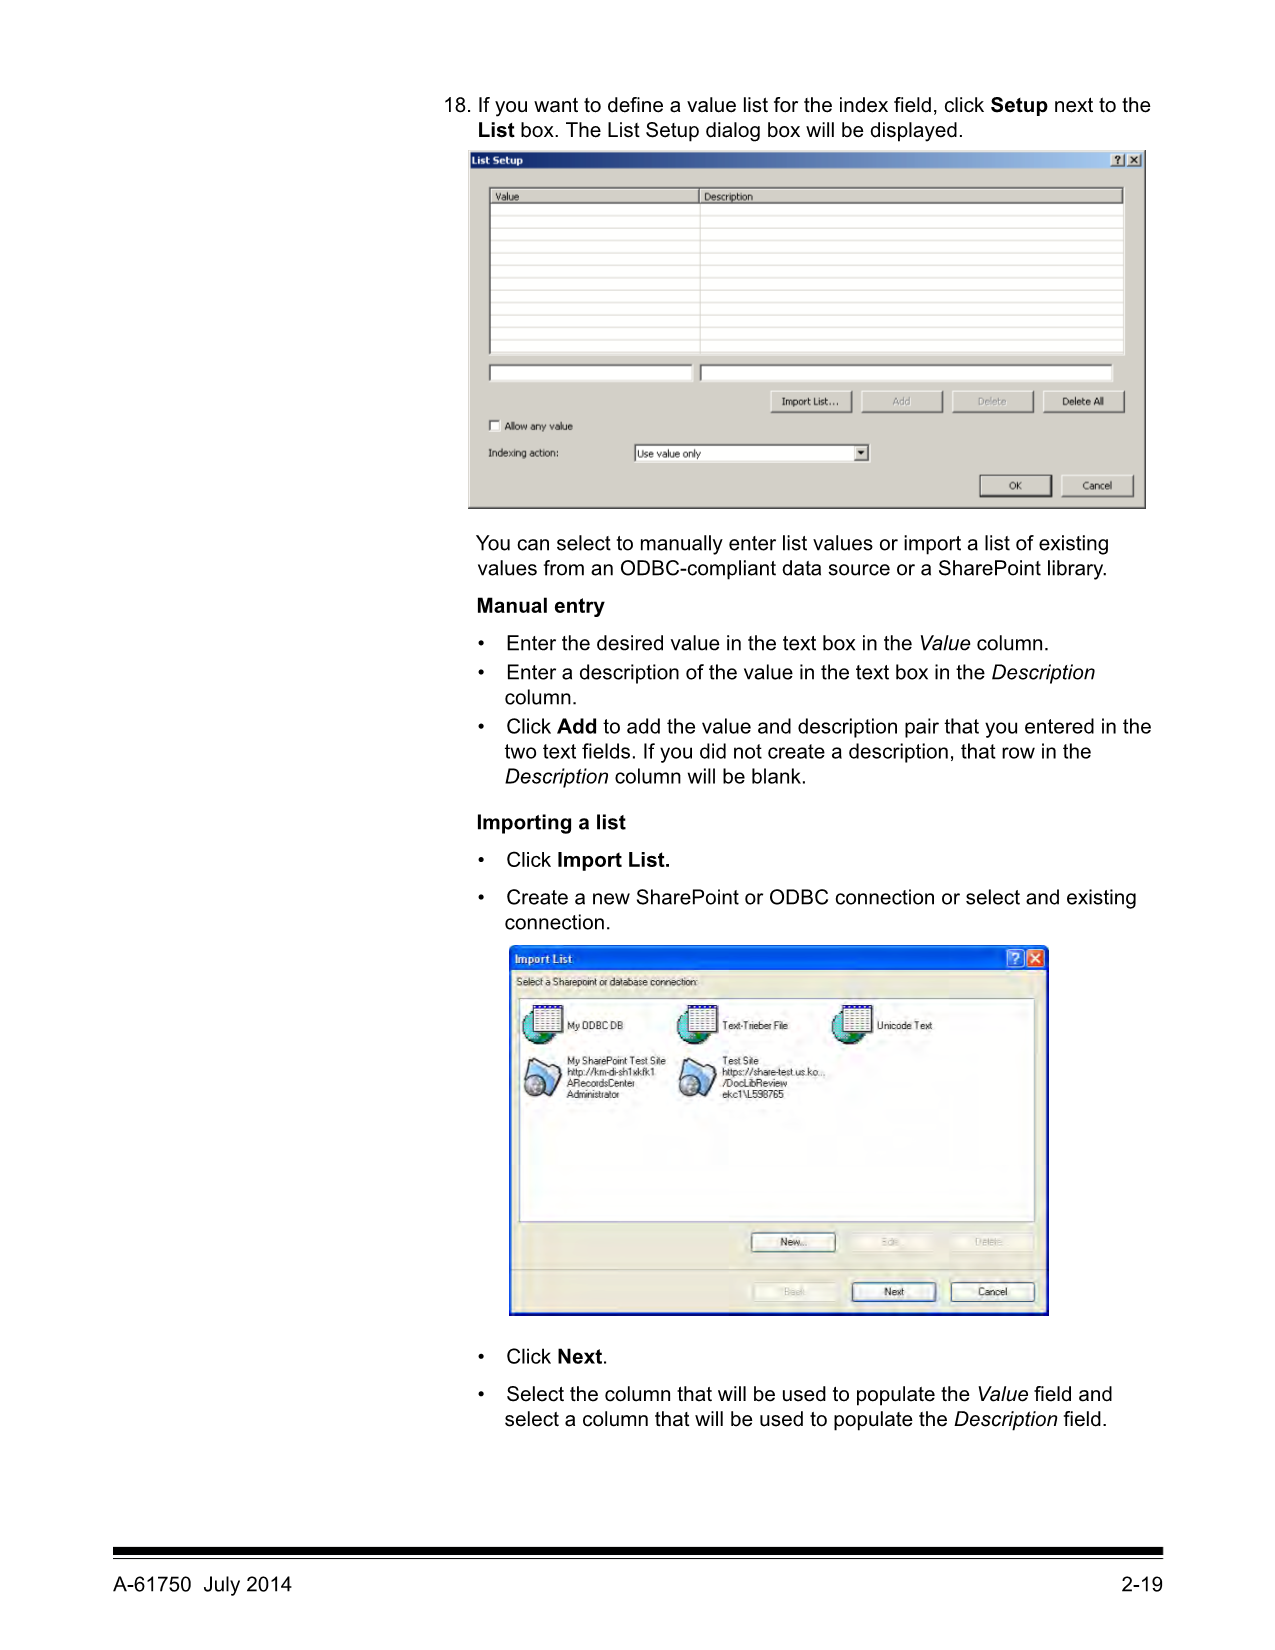 18. If you want to define a value list for the index field, click Setup next to the
List box. The List Setup dialog box will be displayed.
List Setup
Value Description
Import List... Add Delete Delete All
Allow any value
Indexing action: Use value only
OK Cancel
You can select to manually enter list values or import a list of existing
values from an ODBC-compliant data source or a SharePoint library.
Manual entry
• Enter the desired value in the text box in the Value column.
• Enter a description of the value in the text box in the Description
column.
• Click Add to add the value and description pair that you entered in the
two text fields. If you did not create a description, that row in the
Description column will be blank.
Importing a list
• Click Import List.
• Create a new SharePoint or ODBC connection or select and existing
connection.
Import List
Select a Sharepoint or database connection:
My ODBC DB Text-Trieber File Unicode Text
My SharePoint Test Site
http://km-di-sh1xkfk1
ARecordsCenter
Administrator
Test Site
https://share-test.us.ko...
/DocLibReview
ekc1\L598765
New... Edit... Delete
Back Next Cancel
• Click Next.
• Select the column that will be used to populate the Value field and
select a column that will be used to populate the Description field.
A-61750 July 2014 2-19